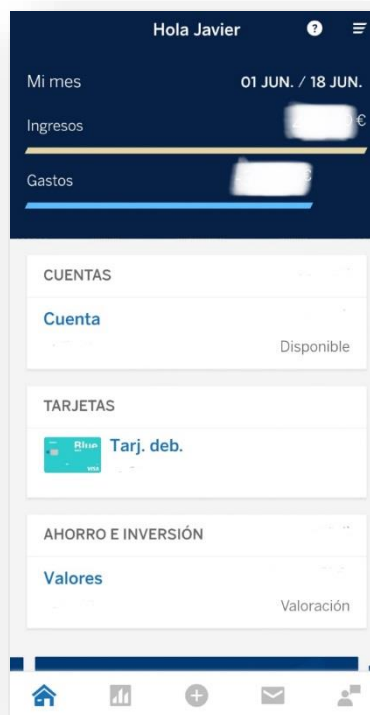 Hola Javier
?
Mi mes 01 JUN. / 18 JUN.
Ingresos €
Gastos
CUENTAS
Cuenta
Disponible
TARJETAS
Blue
VISA
Tarj. deb.
AHORRO E INVERSIÓN
Valores
Valoración